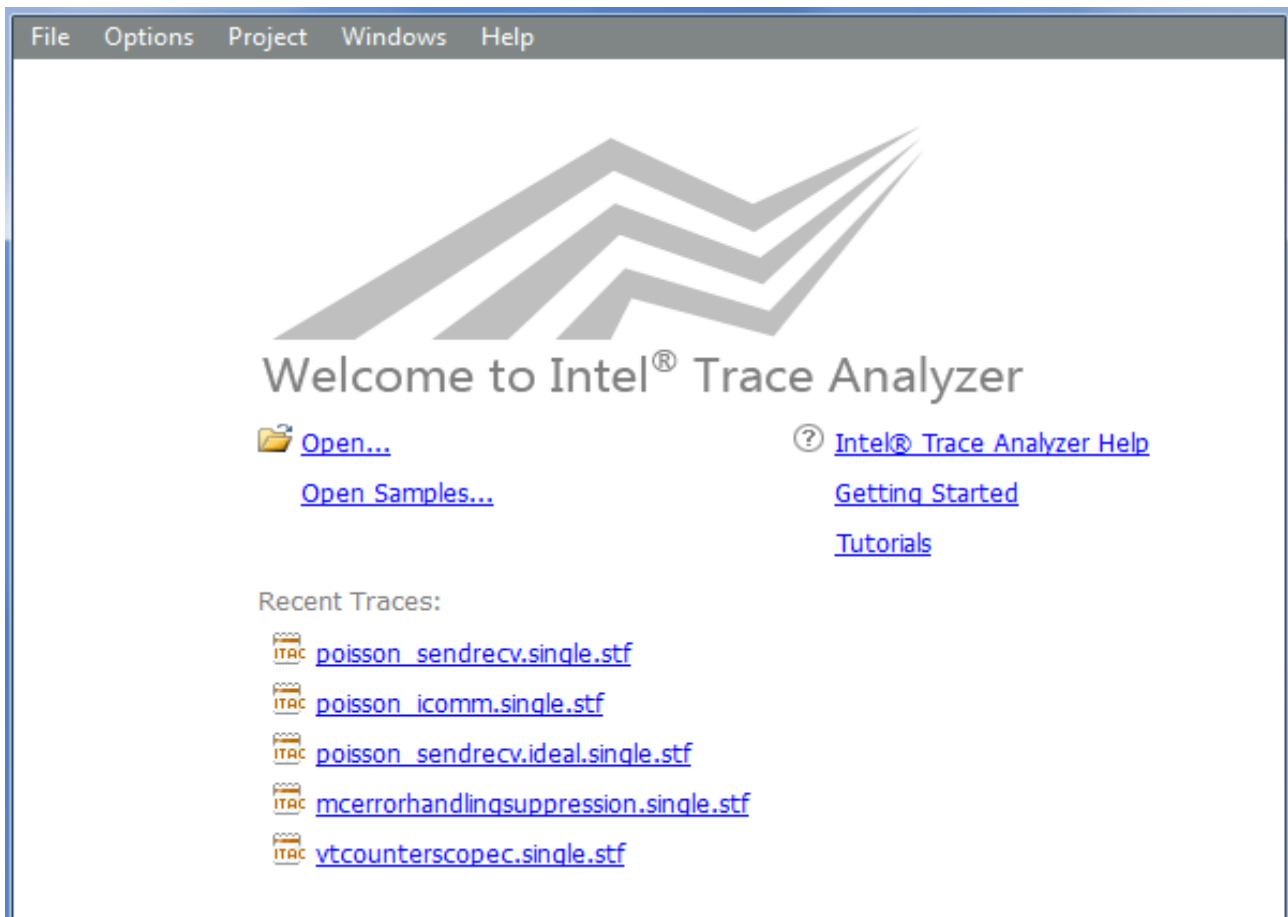 File Options Project Windows Help
Welcome to Intel® Trace Analyzer
Open...
Intel® Trace Analyzer Help
Open Samples...
Getting Started
Tutorials
Recent Traces:
ITAC poisson_sendrecv.single.stf
ITAC poisson_icomm.single.stf
ITAC poisson_sendrecv.ideal.single.stf
ITAC mcerrorhandlingsuppression.single.stf
ITAC vtcounterscopec.single.stf